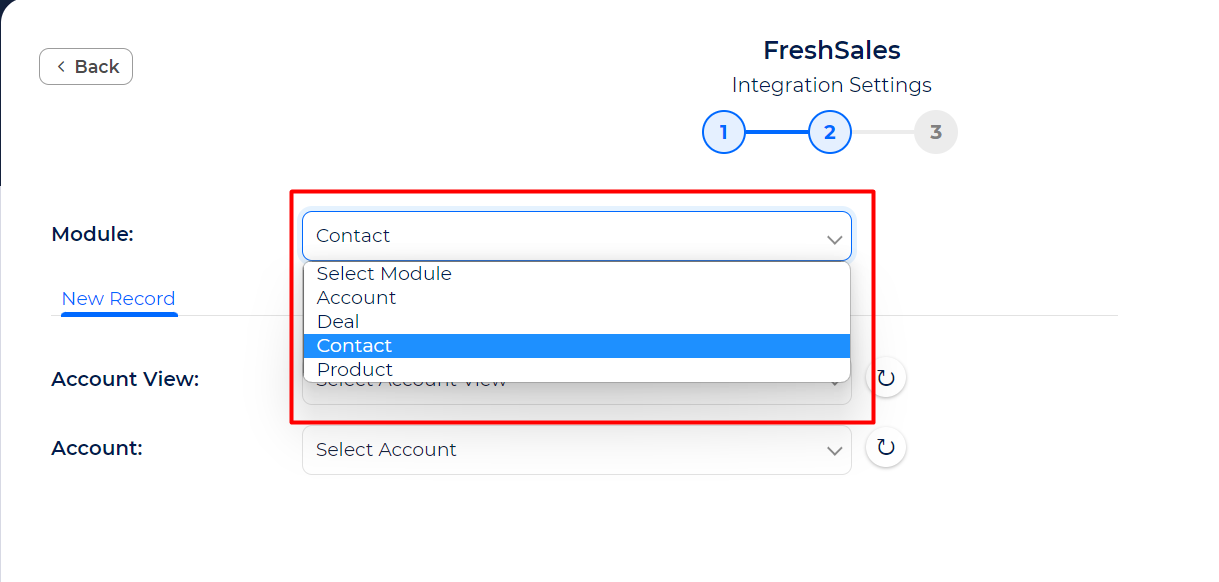 Back
FreshSales
Integration Settings
1 2 3
Module:
Contact
Select Module
Account
Deal
Contact
Product
New Record
Account View:
Select Account View
Account:
Select Account